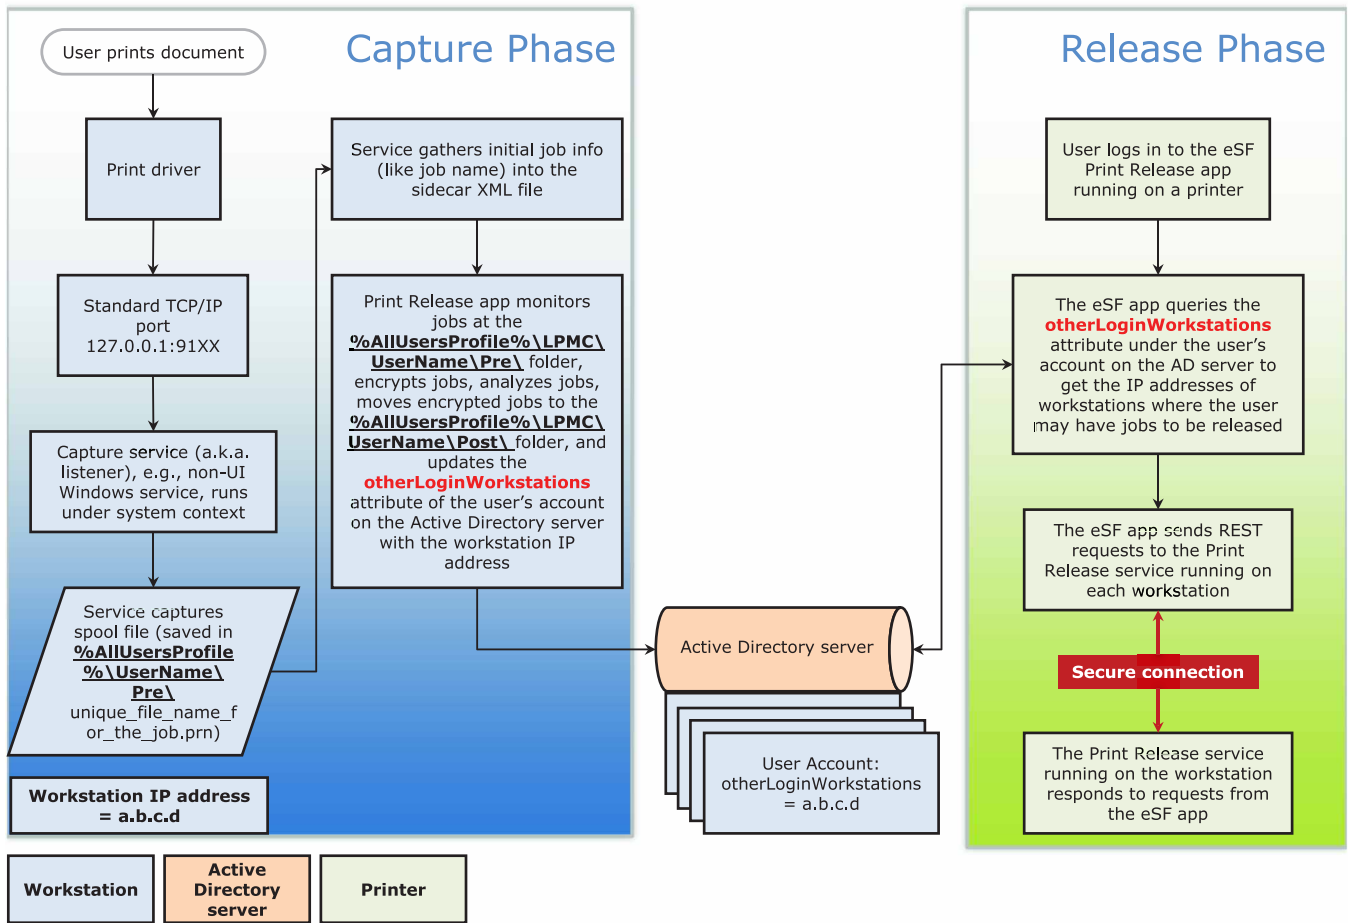 Capture Phase
User prints document
Print driver
Standard TCP/IP
port
127.0.0.1:91XX
Capture service (a.k.a.
listener), e.g., non-UI
Windows service, runs
under system context
Service captures
spool file (saved in
%AllUsersProfile
%\UserName\
Pre\
unique_file_name_f
or_the_job.prn)
Workstation IP address
= a.b.c.d
Service gathers initial job info
(like job name) into the
sidecar XML file
Print Release app monitors
jobs at the
%AllUsersProfile%\LPMC\
UserName\Pre\ folder,
encrypts jobs, analyzes jobs,
moves encrypted jobs to the
%AllUsersProfile%\LPMC\
UserName\Post\ folder, and
updates the
otherLoginWorkstations
attribute of the user’s account
on the Active Directory server
with the workstation IP
address
Active Directory server
User Account:
otherLoginWorkstations
= a.b.c.d
Release Phase
User logs in to the eSF
Print Release app
running on a printer
The eSF app queries the
otherLoginWorkstations
attribute under the user’s
account on the AD server to
get the IP addresses of
workstations where the user
may have jobs to be released
The eSF app sends REST
requests to the Print
Release service running on
each workstation
Secure connection
The Print Release service
running on the workstation
responds to requests from
the eSF app
Workstation
Active
Directory
server
Printer